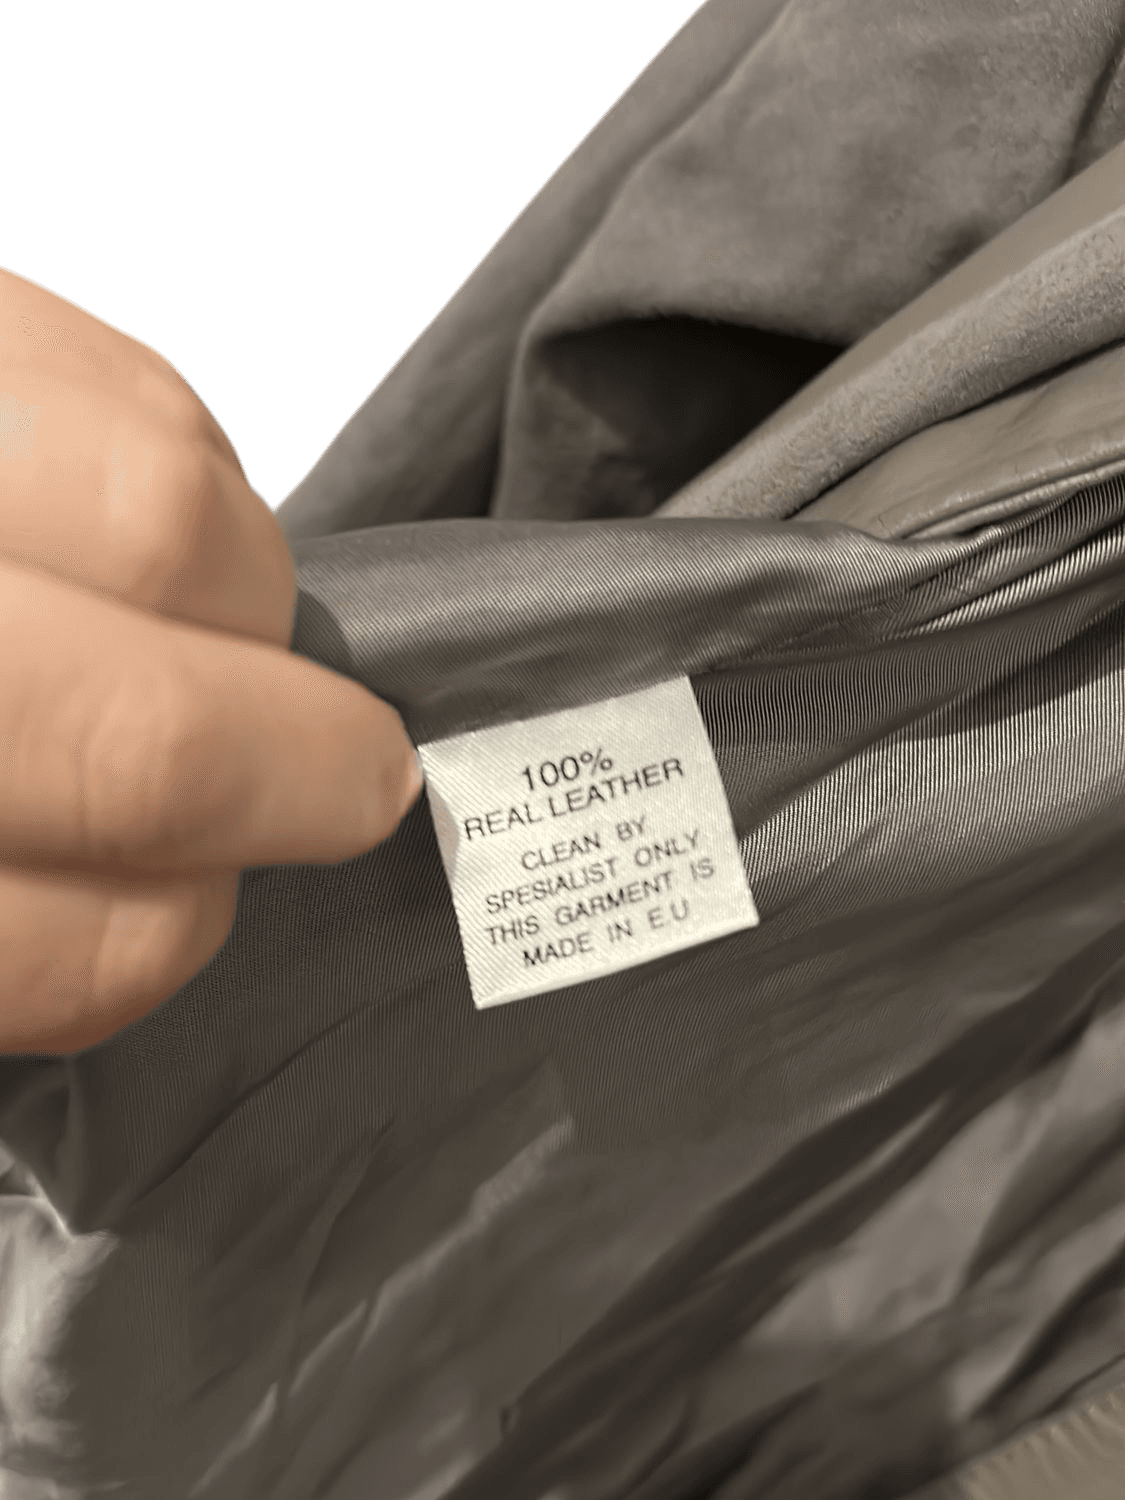 100%
REAL LEATHER
CLEAN BY
SPESIALIST ONLY
THIS GARMENT IS
MADE IN E.U